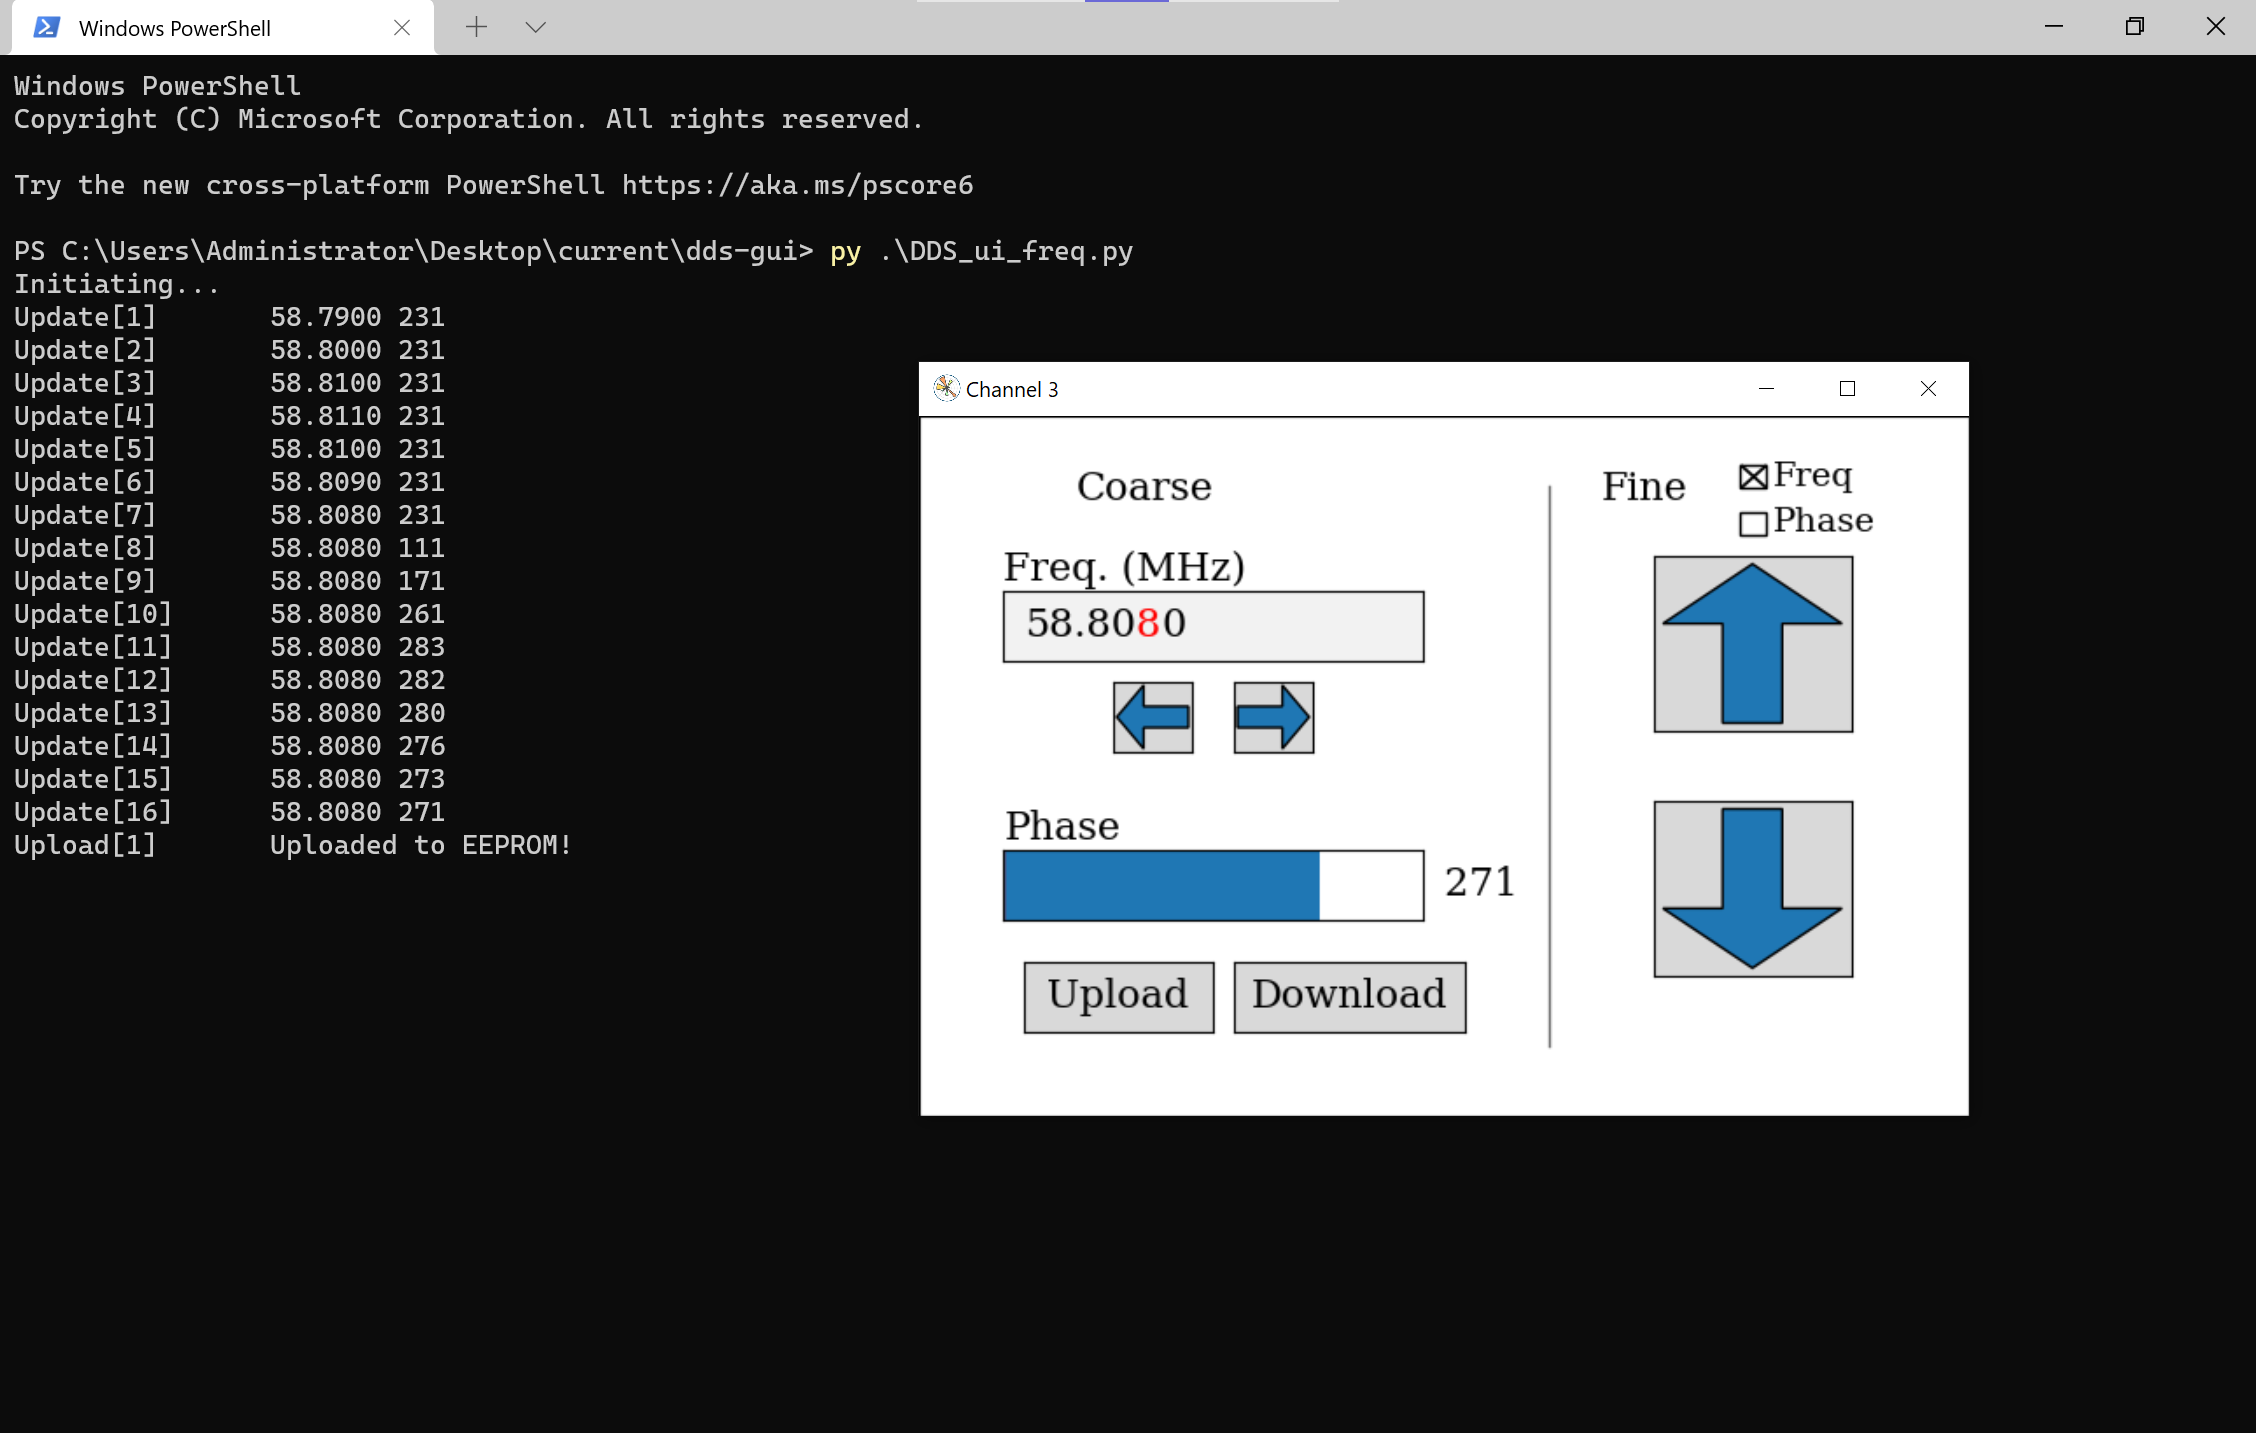 Windows PowerShell
Windows PowerShell
Copyright (C) Microsoft Corporation. All rights reserved.
Try the new cross-platform PowerShell https://aka.ms/pscore6
PS C:\Users\Administrator\Desktop\current\dds-gui> py .\DDS_ui_freq.py
Initiating...
Update[1] 58.7900 231
Update[2] 58.8000 231
Update[3] 58.8100 231
Update[4] 58.8110 231
Update[5] 58.8100 231
Update[6] 58.8090 231
Update[7] 58.8080 231
Update[8] 58.8080 111
Update[9] 58.8080 171
Update[10] 58.8080 261
Update[11] 58.8080 283
Update[12] 58.8080 282
Update[13] 58.8080 280
Update[14] 58.8080 276
Update[15] 58.8080 273
Update[16] 58.8080 271
Upload[1] Uploaded to EEPROM!
Channel 3
Coarse
Freq. (MHz)
58.8080
Phase
271
Upload Download
Fine
Freq
Phase